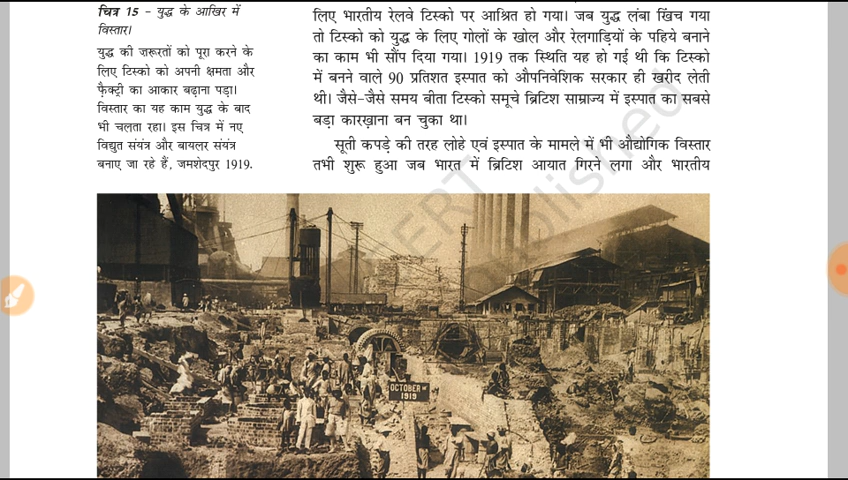 चित्र 15 – युद्ध के आखिर में
विस्तार।
युद्ध की ज़रूरतों को पूरा करने के
लिए टिस्को को अपनी क्षमता और
फ़ैक्ट्री का आकार बढ़ाना पड़ा।
विस्तार का यह काम युद्ध के बाद
भी चलता रहा। इस चित्र में नए
विद्युत संयंत्र और बायलर संयंत्र
बनाए जा रहे हैं, जमशेदपुर 1919.
लिए भारतीय रेलवे टिस्को पर आश्रित हो गया। जब युद्ध लंबा खिंच गया
तो टिस्को को युद्ध के लिए गोलों के खोल और रेलगाड़ियों के पहिये बनाने
का काम भी सौंप दिया गया। 1919 तक स्थिति यह हो गई थी कि टिस्को
में बनने वाले 90 प्रतिशत इस्पात को औपनिवेशिक सरकार ही खरीद लेती
थी। जैसे-जैसे समय बीता टिस्को समूचे ब्रिटिश साम्राज्य में इस्पात का सबसे
बड़ा कारख़ाना बन चुका था।
सूती कपड़े की तरह लोहे एवं इस्पात के मामले में भी औद्योगिक विस्तार
तभी शुरू हुआ जब भारत में ब्रिटिश आयात गिरने लगा और भारतीय
OCTOBER
1919